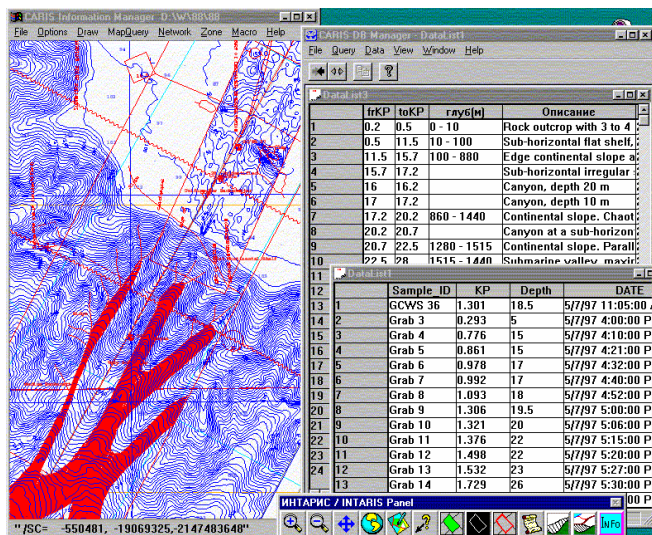 CARIS Information Manager D:\W\88\88
File Options Draw MapQuery Network Zone Macro Help
"/SC= -550481, -19069325,-2147483648"
CARIS DB Manager - DataList1
File Query Data View Window Help
DataList3
frKP toKP глуб(м) Описание
1 0.2 0.5 0 - 10 Rock outcrop with 3 to 4
2 0.5 11.5 10 - 100 Sub-horizontal flat shelf,
3 11.5 15.7 100 - 880 Edge continental slope a
4 15.7 17.2 Sub-horizontal irregular
5 16 16.2 Canyon, depth 20 m
6 17 17.2 Canyon, depth 10 m
7 17.2 20.2 860 - 1440 Continental slope. Chaot
8 20.2 20.7 Canyon at a sub-horizon
9 20.7 22.5 1280 - 1515 Continental slope. Parall
10 22.5 28 1515 - 1440 Submarine valley, maxir
11
12
13
14
15
16
17
18
19
20
21
22
23
24
DataList1
Sample_ID KP Depth DATE
1 GCWS 36 1.301 18.5 5/7/97 11:05:00
2 Grab 3 0.293 5 5/7/97 4:00:00 P
3 Grab 4 0.776 15 5/7/97 4:10:00 P
4 Grab 5 0.861 15 5/7/97 4:21:00 P
5 Grab 6 0.978 17 5/7/97 4:32:00 P
6 Grab 7 0.992 17 5/7/97 4:40:00 P
7 Grab 8 1.093 18 5/7/97 4:52:00 P
8 Grab 9 1.306 19.5 5/7/97 5:00:00 P
9 Grab 10 1.321 20 5/7/97 5:06:00 P
10 Grab 11 1.376 22 5/7/97 5:15:00 P
11 Grab 12 1.498 22 5/7/97 5:20:00 P
12 Grab 13 1.532 23 5/7/97 5:27:00 P
13 Grab 14 1.729 26 5/7/97 5:30:00 P
ИНТАРИС / INTARIS Panel
INFO